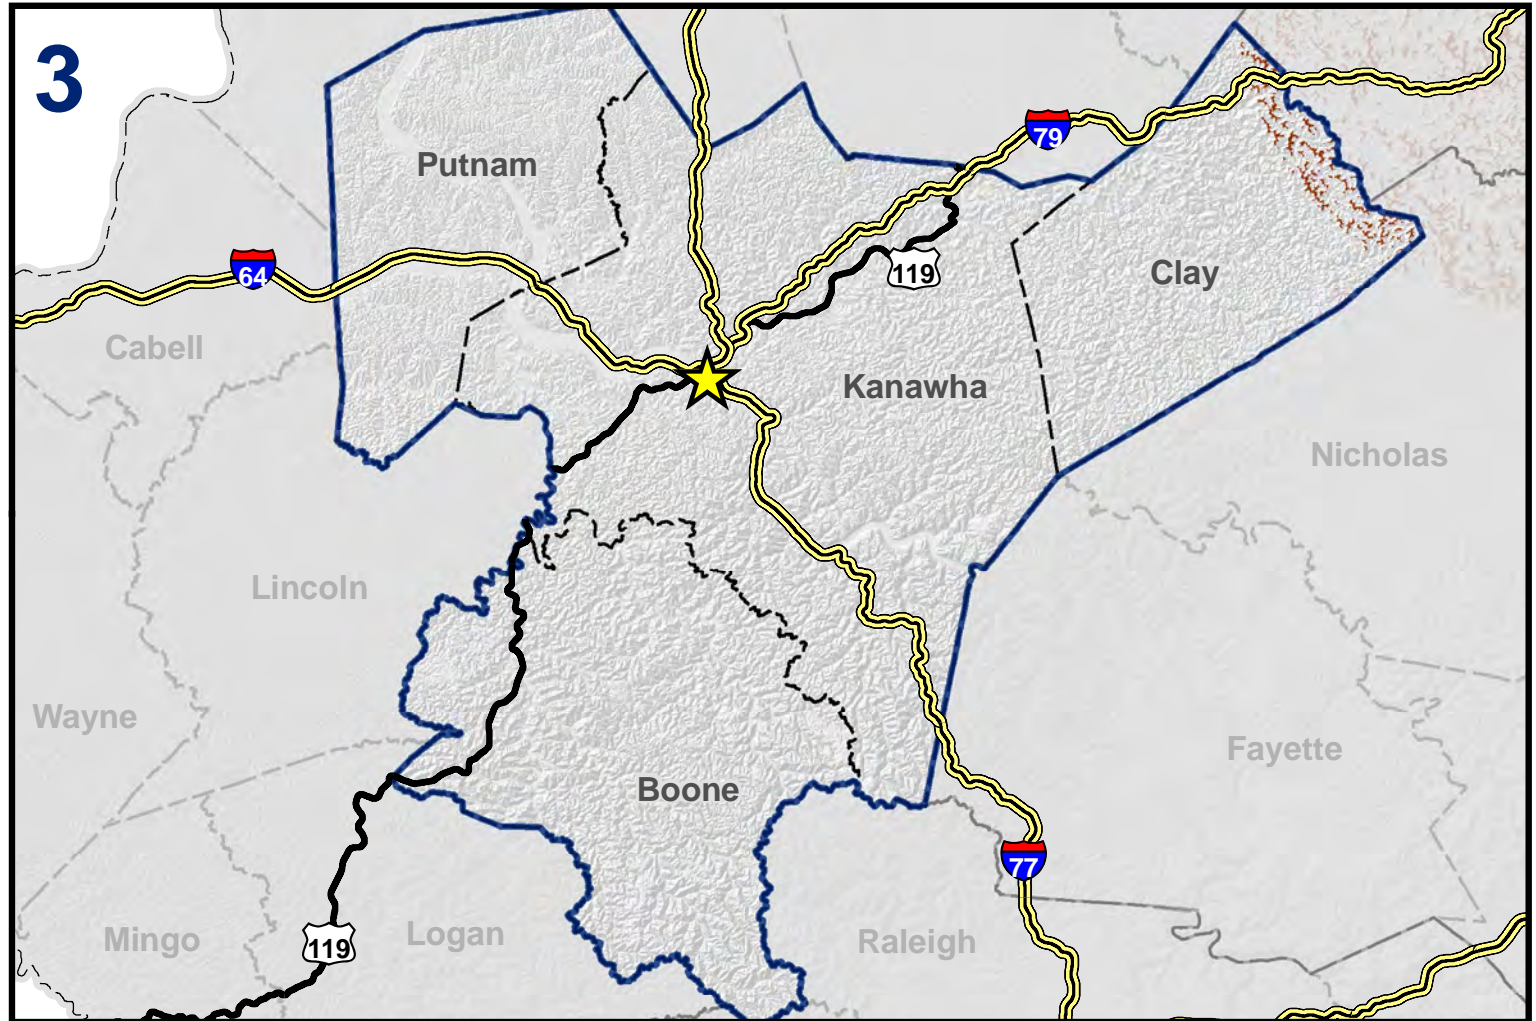 3
79
Putnam
64
119
Clay
Cabell
Kanawha
Nicholas
Lincoln
Wayne
Fayette
Boone
77
Mingo
119
Logan
Raleigh